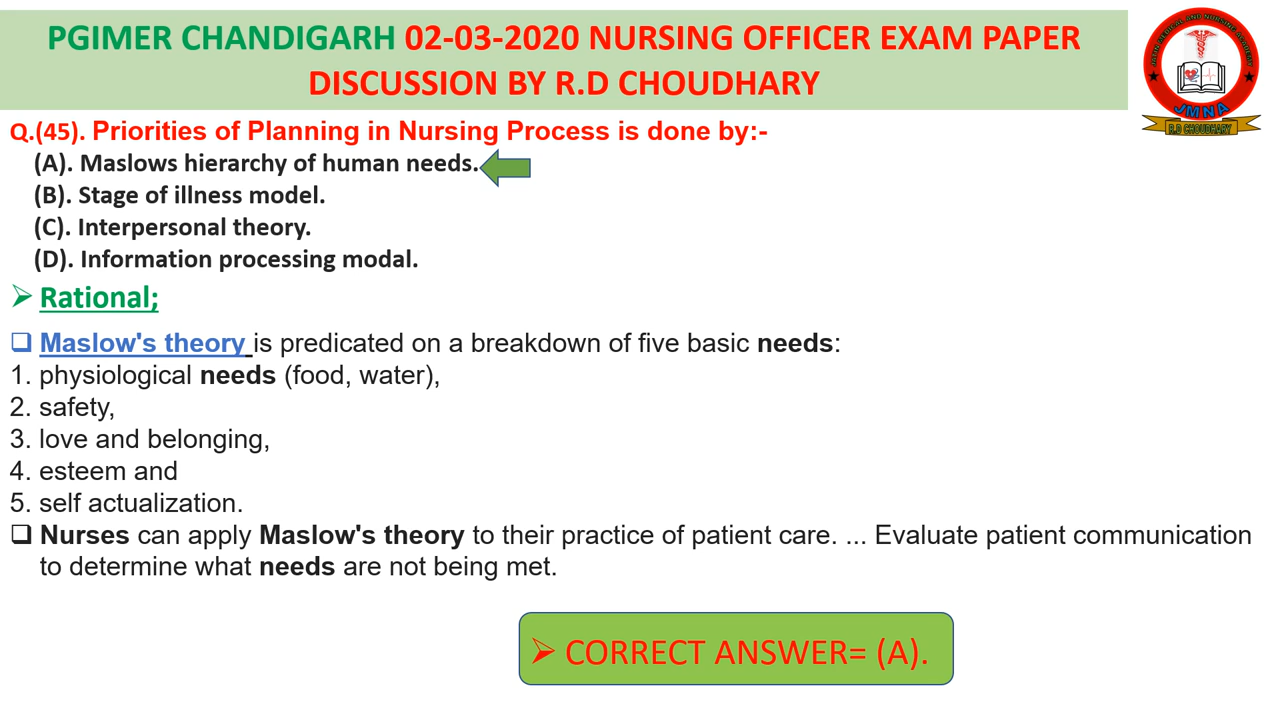 PGIMER CHANDIGARH 02-03-2020 NURSING OFFICER EXAM PAPER
DISCUSSION BY R.D CHOUDHARY
JMNA
R.D CHOUDHARY
Q.(45). Priorities of Planning in Nursing Process is done by:-
(A). Maslows hierarchy of human needs.
(B). Stage of illness model.
(C). Interpersonal theory.
(D). Information processing modal.
Rational;
Maslow's theory is predicated on a breakdown of five basic needs:
1. physiological needs (food, water),
2. safety,
3. love and belonging,
4. esteem and
5. self actualization.
Nurses can apply Maslow's theory to their practice of patient care. ... Evaluate patient communication
to determine what needs are not being met.
CORRECT ANSWER= (A).